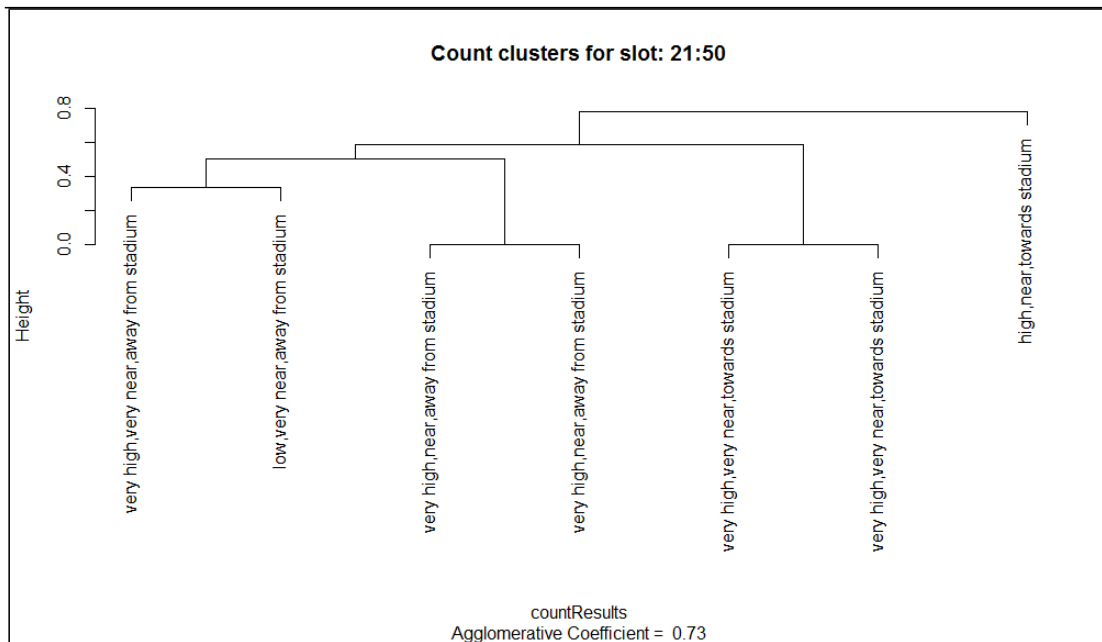 Count clusters for slot: 21:50
Height
0.0
0.4
0.8
very high,very near,away from stadium
low,very near,away from stadium
very high,near,away from stadium
very high,near,away from stadium
very high,very near,towards stadium
very high,very near,towards stadium
high,near,towards stadium
countResults
Agglomerative Coefficient = 0.73